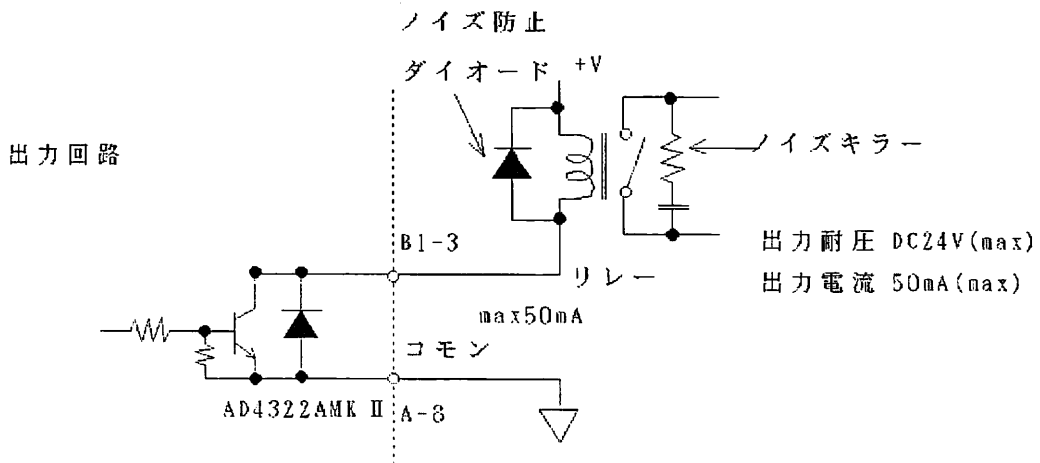 ノイズ防止
ダイオード
+V
出力回路
ノイズキラー
B1-3
リレー
出力耐圧 DC24V(max)
出力電流 50mA(max)
max50mA
コモン
AD4322AMKⅡ
A-8